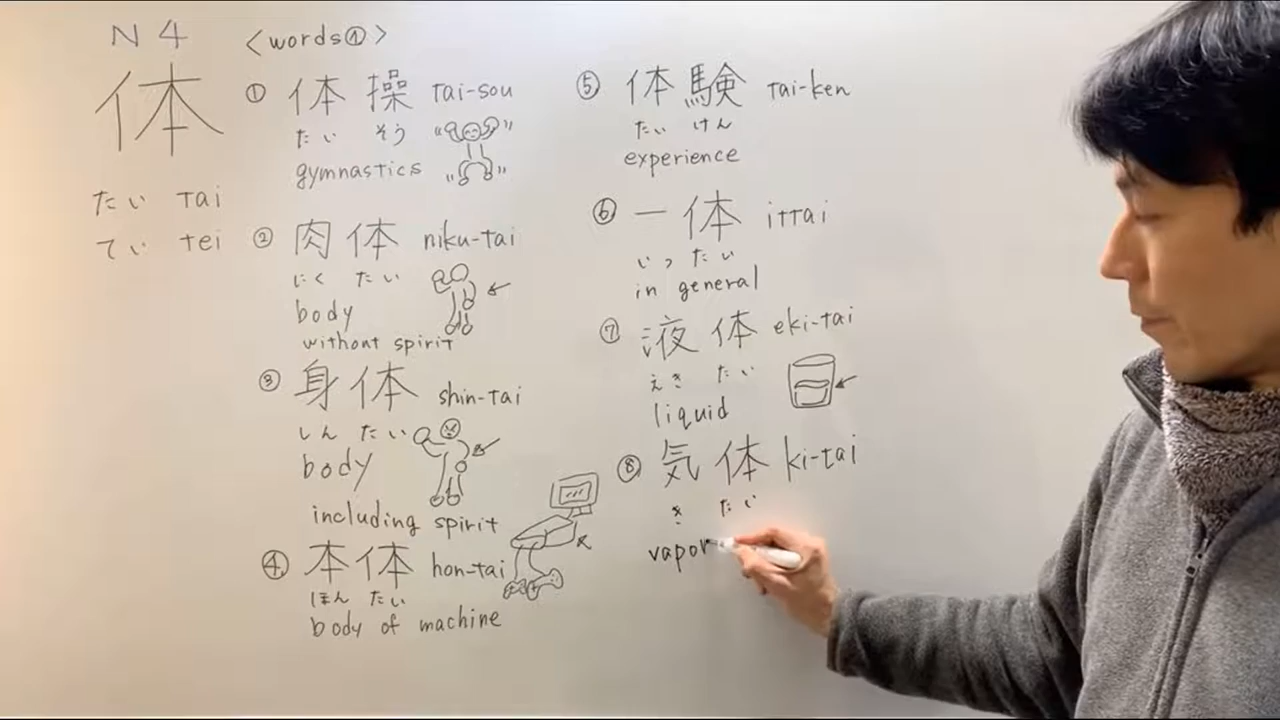 N4
<words①>
体
たい tai
てい tei
① 体操 tai-sou
たい そう
gymnastics
② 肉体 niku-tai
にく たい
body
without spirit
③ 身体 shin-tai
しん たい
body
including spirit
④ 本体 hon-tai
ほん たい
body of machine
⑤ 体験 tai-ken
たい けん
experience
⑥ 一体 ittai
いっ たい
in general
⑦ 液体 eki-tai
えき たい
liquid
⑧ 気体 ki-tai
き たい
vapor